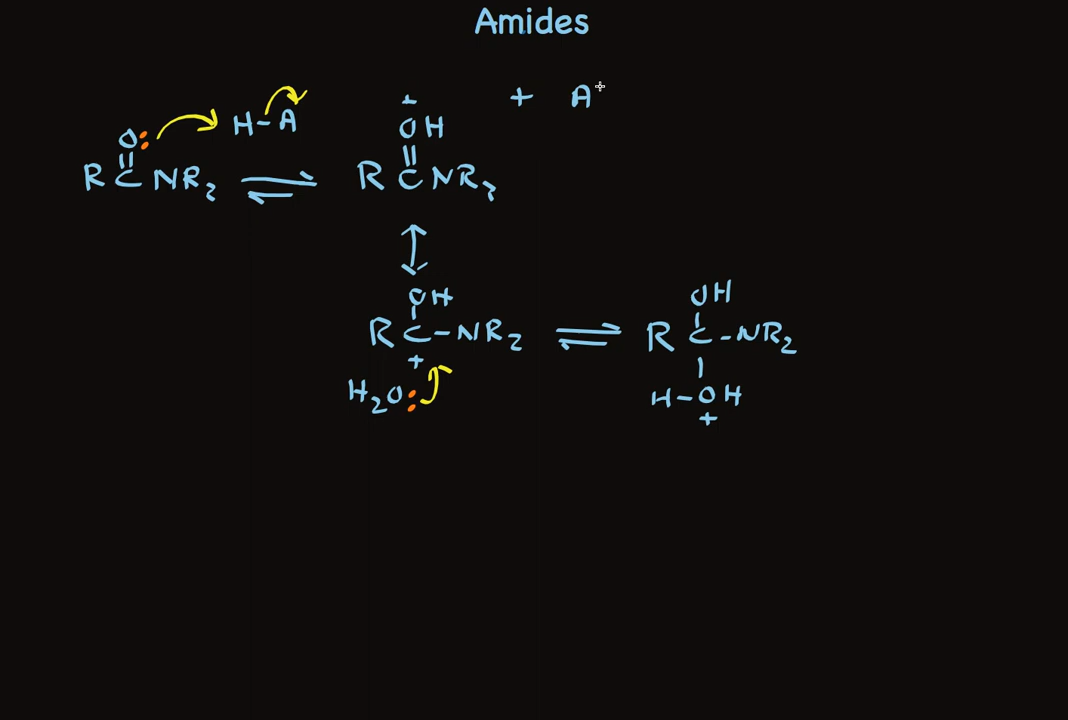 Amides
+
O: H-A OH + A
R C NR2 ⇌ R C NR2
↕
OH OH
R C-NR2 ⇌ R C-NR2
+
H2O: H-OH
+